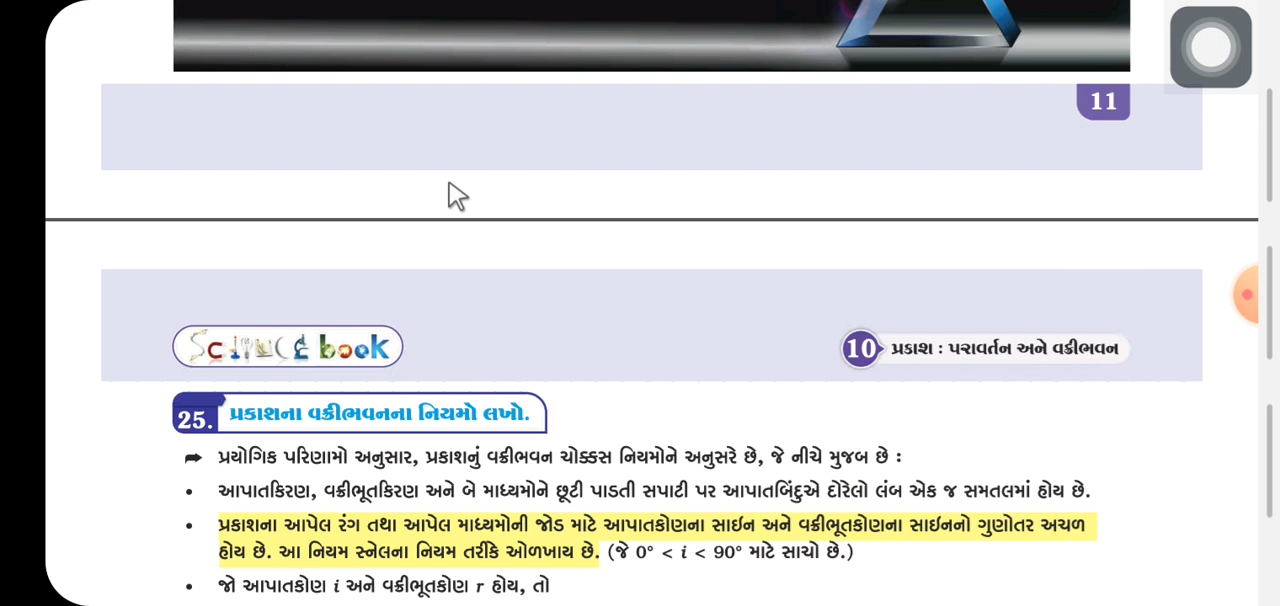 11
Science book
10 પ્રકાશ : પરાવર્તન અને વક્રીભવન
25. પ્રકાશના વક્રીભવનના નિયમો લખો.
➡ પ્રયોગિક પરિણામો અનુસાર, પ્રકાશનું વક્રીભવન ચોક્કસ નિયમોને અનુસરે છે, જે નીચે મુજબ છે :
• આપાતકિરણ, વક્રીભૂતકિરણ અને બે માધ્યમોને છૂટી પાડતી સપાટી પર આપાતબિંદુએ દોરેલો લંબ એક જ સમતલમાં હોય છે.
• પ્રકાશના આપેલ રંગ તથા આપેલ માધ્યમોની જોડ માટે આપાતકોણના સાઇન અને વક્રીભૂતકોણના સાઇનનો ગુણોતર અચળ
હોય છે. આ નિયમ સ્નેલના નિયમ તરીકે ઓળખાય છે. (જે 0° < i < 90° માટે સાચો છે.)
• જો આપાતકોણ i અને વક્રીભૂતકોણ r હોય, તો